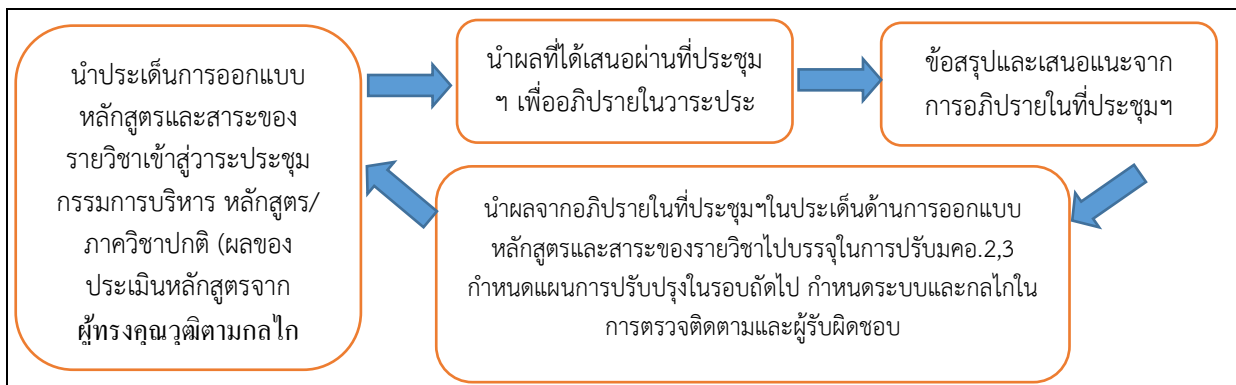 นำประเด็นการออกแบบ
หลักสูตรและสาระของ
รายวิชาเข้าสู่วาระประชุม
กรรมการบริหาร หลักสูตร/
ภาควิชาปกติ (ผลของ
ประเมินหลักสูตรจาก
ผู้ทรงคุณวุฒิตามกลไก
นำผลที่ได้เสนอผ่านที่ประชุม
ฯ เพื่ออภิปรายในวาระประ
ข้อสรุปและเสนอแนะจาก
การอภิปรายในที่ประชุมฯ
นำผลจากอภิปรายในที่ประชุมฯในประเด็นด้านการออกแบบ
หลักสูตรและสาระของรายวิชาไปบรรจุในการปรับมคอ.2,3
กำหนดแผนการปรับปรุงในรอบถัดไป กำหนดระบบและกลไกใน
การตรวจติดตามและผู้รับผิดชอบ